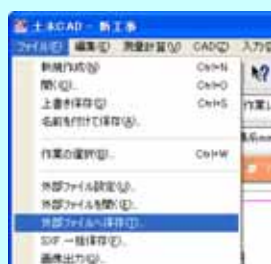 土木CAD - 新工事
ファイル(F) 編集(E) 測量計算(V) CAD(C) 入力
新規作成(N) Ctrl+N
開く(O)... Ctrl+O
上書き保存(S) Ctrl+S
名前を付けて保存(A)...
作業の選択(W)... Ctrl+W
外部ファイル設定(U)...
外部ファイルを開く(E)...
外部ファイルへ保存(T)...
SXF 一括保存(F)...
画像出力(G)...